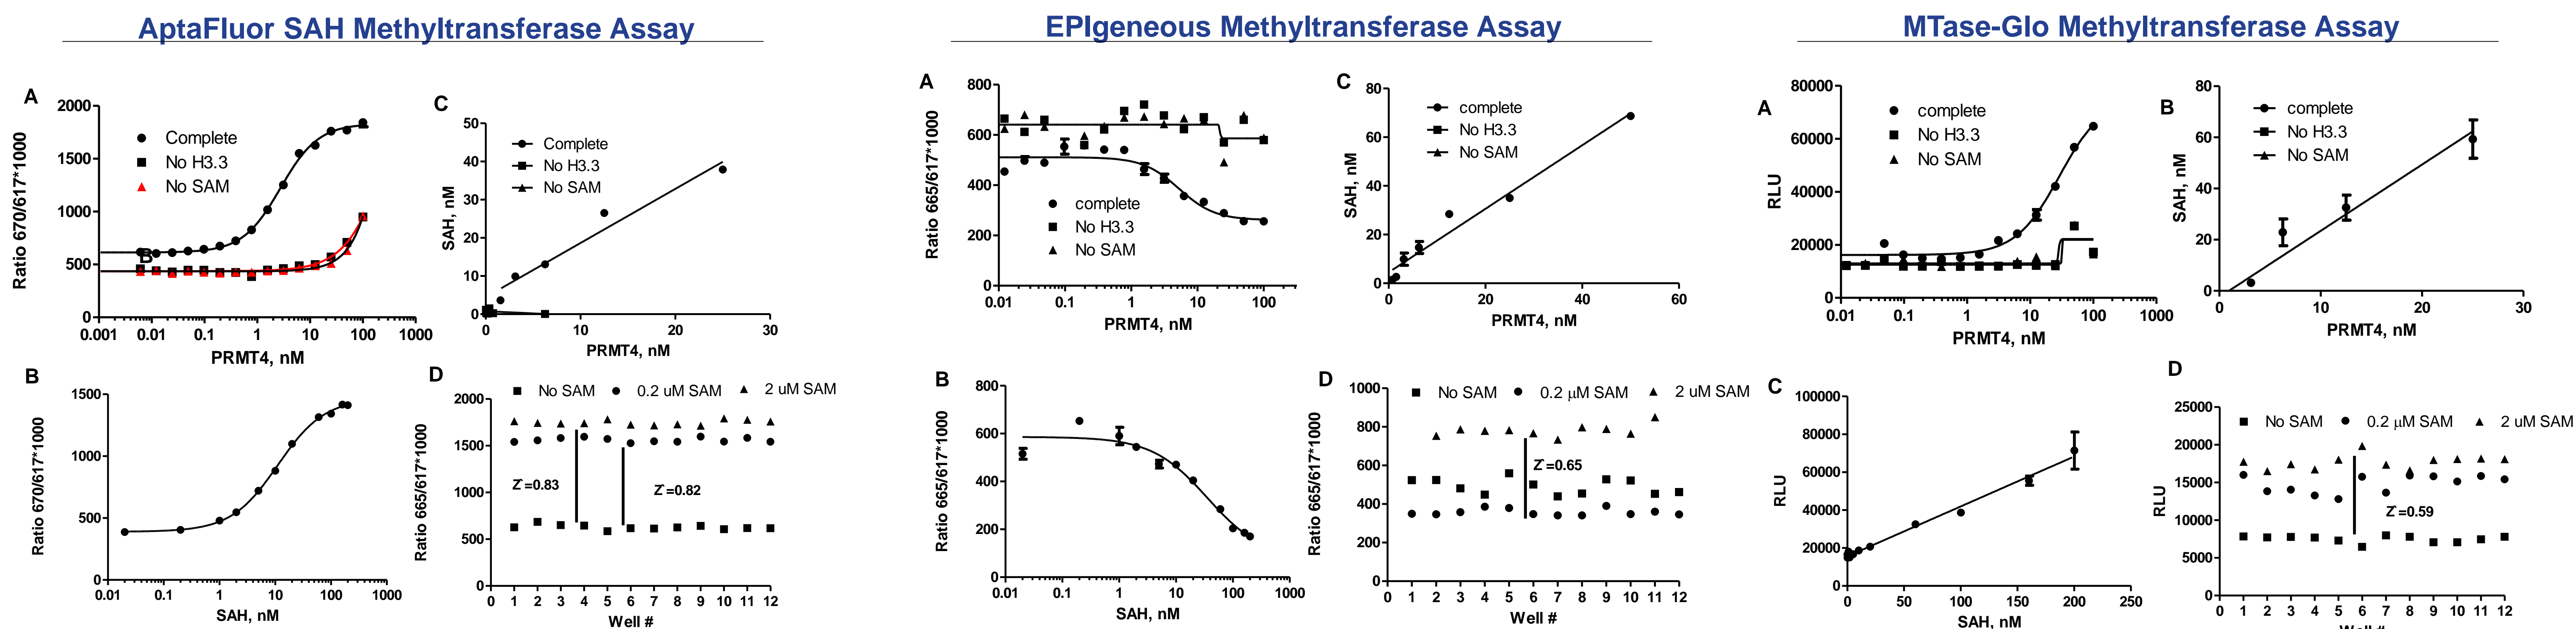 AptaFluor SAH Methyltransferase Assay
A
2000
1500
1000
500
0
Ratio 670/617*1000
Complete
No H3.3
No SAM
B
0.001 0.01 0.1 1 10 100 1000
PRMT4, nM
C
50
40
30
20
10
0
SAH, nM
Complete
No H3.3
No SAM
0 10 20 30
PRMT4, nM
B
1500
1000
500
0
Ratio 670/617*1000
0.01 0.1 1 10 100 1000
SAH, nM
D
No SAM 0.2 uM SAM 2 uM SAM
2000
1500
1000
500
0
Ratio 665/617*1000
Z´=0.83
Z´=0.82
0 1 2 3 4 5 6 7 8 9 10 11 12
Well #
EPIgeneous Methyltransferase Assay
A
800
600
400
200
0
Ratio 665/617*1000
complete
No H3.3
No SAM
0.01 0.1 1 10 100
PRMT4, nM
C
80
60
40
20
0
SAH, nM
complete
No H3.3
No SAM
0 20 40 60
PRMT4, nM
B
800
600
400
200
0
Ratio 665/617*1000
0.01 0.1 1 10 100 1000
SAH, nM
D
No SAM 0.2 μM SAM 2 uM SAM
1000
800
600
400
200
0
Ratio 665/617*1000
Z´=0.65
0 1 2 3 4 5 6 7 8 9 10 11 12
Well #
MTase-Glo Methyltransferase Assay
A
80000
60000
40000
20000
0
RLU
complete
No H3.3
No SAM
0.01 0.1 1 10 100 1000
PRMT4, nM
B
80
60
40
20
0
SAH, nM
complete
No H3.3
No SAM
0 10 20 30
PRMT4, nM
C
100000
80000
60000
40000
20000
0
RLU
0 50 100 150 200 250
SAH, nM
D
No SAM 0.2 μM SAM 2 uM SAM
25000
20000
15000
10000
5000
0
RLU
Z´=0.59
0 1 2 3 4 5 6 7 8 9 10 11 12
Well #